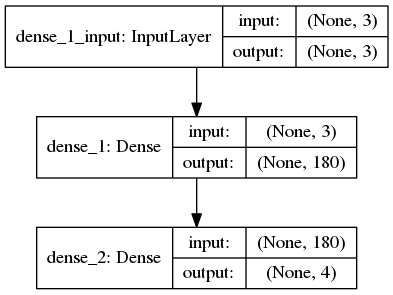 dense_1_input: InputLayer
input: (None, 3)
output: (None, 3)
dense_1: Dense
input: (None, 3)
output: (None, 180)
dense_2: Dense
input: (None, 180)
output: (None, 4)